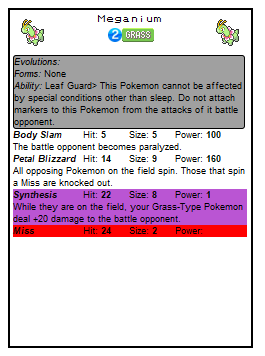 Meganium
2 GRASS
Evolutions:
Forms: None
Ability: Leaf Guard> This Pokemon cannot be affected
by special conditions other than sleep. Do not attach
markers to this Pokemon from the attacks of it battle
opponent.
Body Slam Hit: 5 Size: 5 Power: 100
The battle opponent becomes paralyzed.
Petal Blizzard Hit: 14 Size: 9 Power: 160
All opposing Pokemon on the field spin. Those that spin
a Miss are knocked out.
Synthesis Hit: 22 Size: 8 Power: 1
While they are on the field, your Grass-Type Pokemon
deal +20 damage to the battle opponent.
Miss Hit: 24 Size: 2 Power: